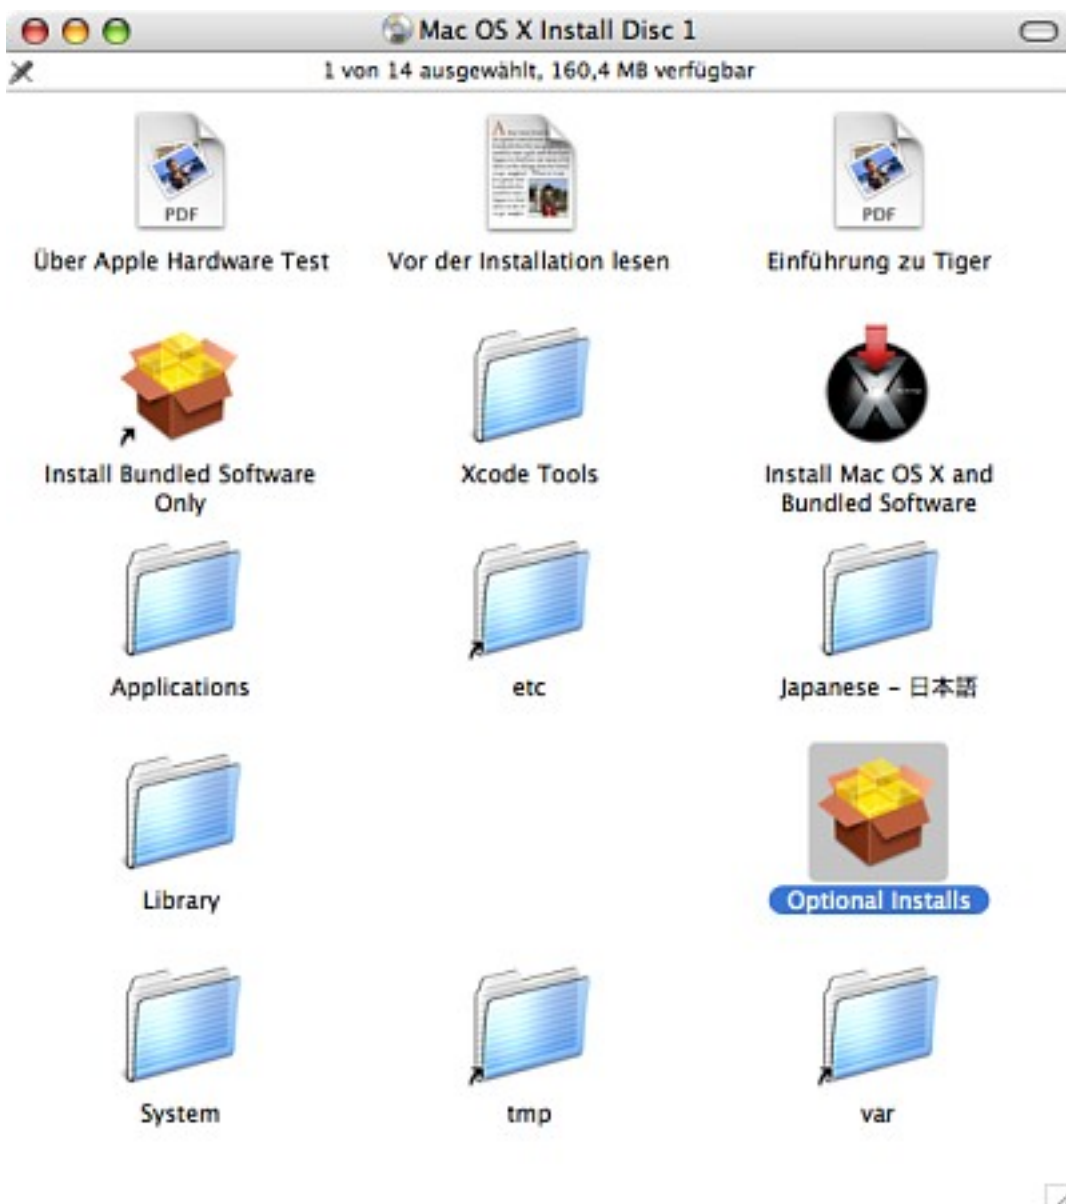 Mac OS X Install Disc 1
1 von 14 ausgewählt, 160,4 MB verfügbar
PDF
PDF
Über Apple Hardware Test
Vor der Installation lesen
Einführung zu Tiger
Install Bundled Software
Only
Xcode Tools
Install Mac OS X and
Bundled Software
Applications
etc
Japanese – 日本語
Library
Optional Installs
System
tmp
var